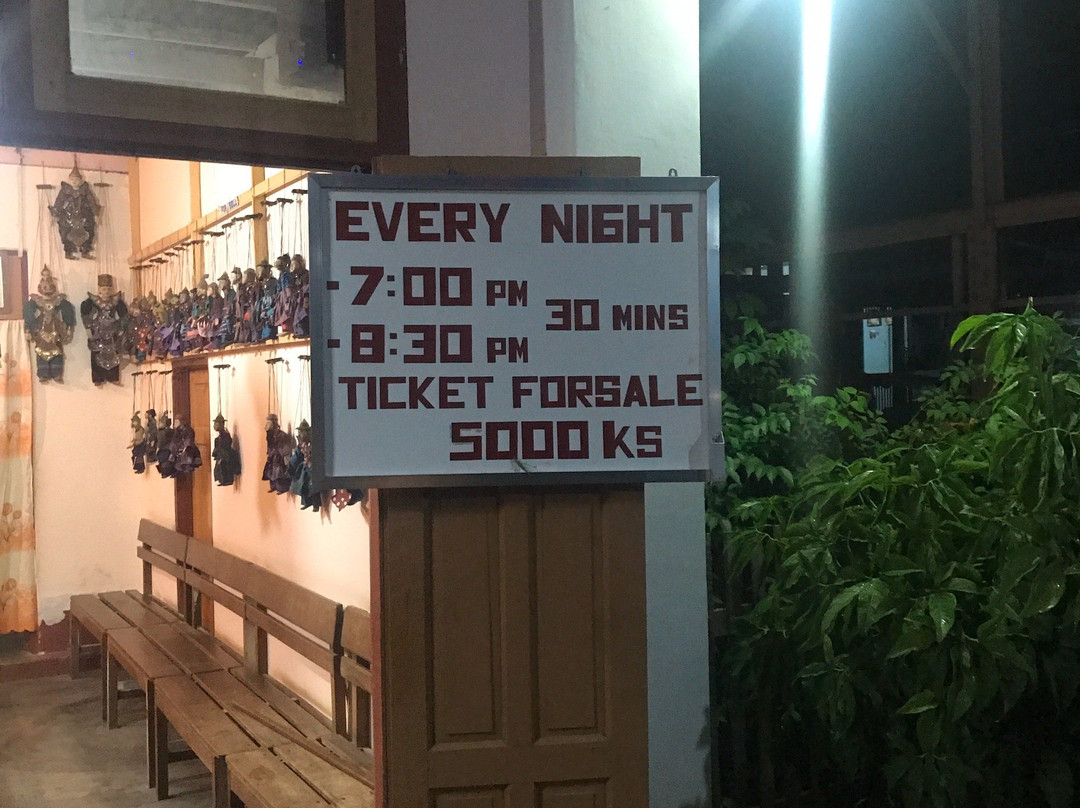 EVERY NIGHT
-7:00 PM
30 MINS
-8:30 PM
TICKET FORSALE
5000 KS